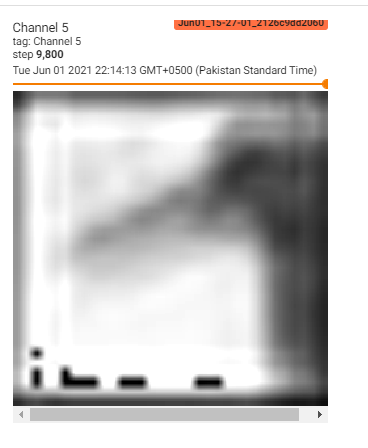 Channel 5
Jun01_15-27-01_2126c9dd2060
tag: Channel 5
step 9,800
Tue Jun 01 2021 22:14:13 GMT+0500 (Pakistan Standard Time)